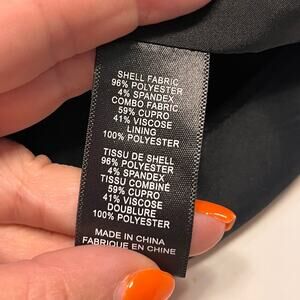 SHELL FABRIC
96% POLYESTER
4% SPANDEX
COMBO FABRIC
59% CUPRO
41% VISCOSE
LINING
100% POLYESTER
TISSU DE SHELL
96% POLYESTER
4% SPANDEX
TISSU COMBINÉ
59% CUPRO
41% VISCOSE
DOUBLURE
100% POLYESTER
MADE IN CHINA
FABRIQUE EN CHINE